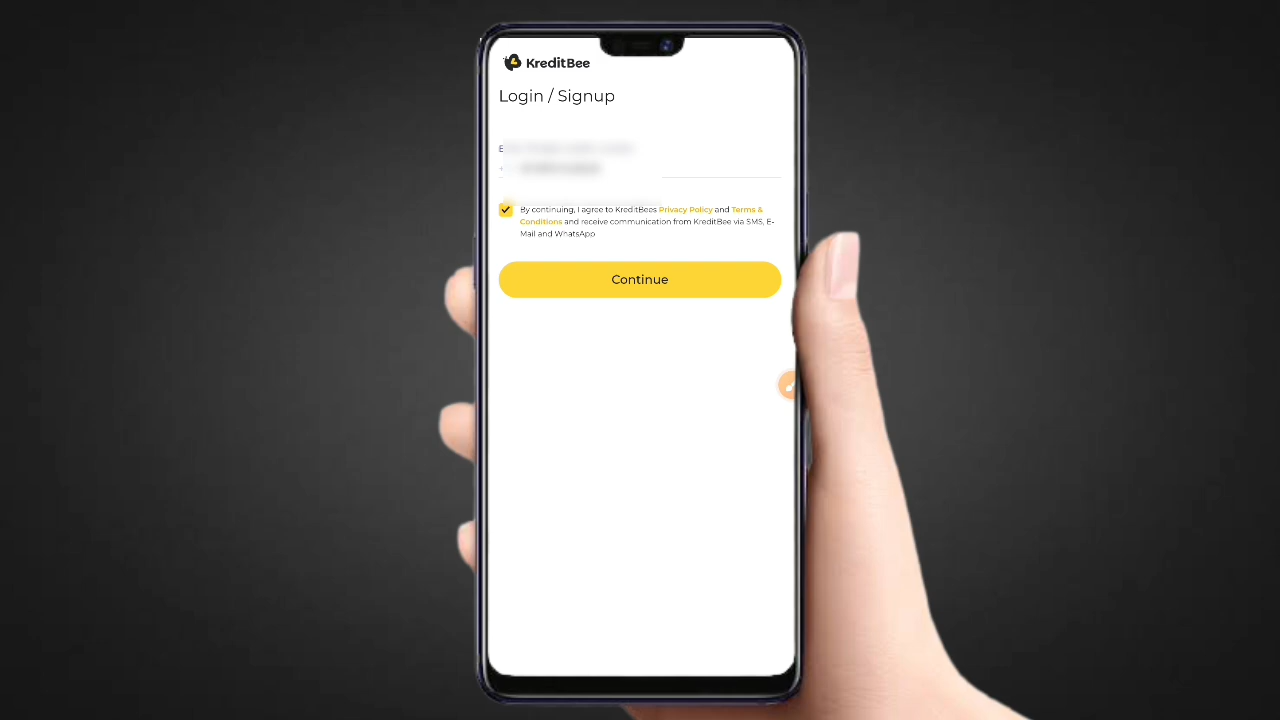 KreditBee
Login / Signup
By continuing, I agree to KreditBees Privacy Policy and Terms &
Conditions and receive communication from KreditBee via SMS, E-
Mail and WhatsApp
Continue